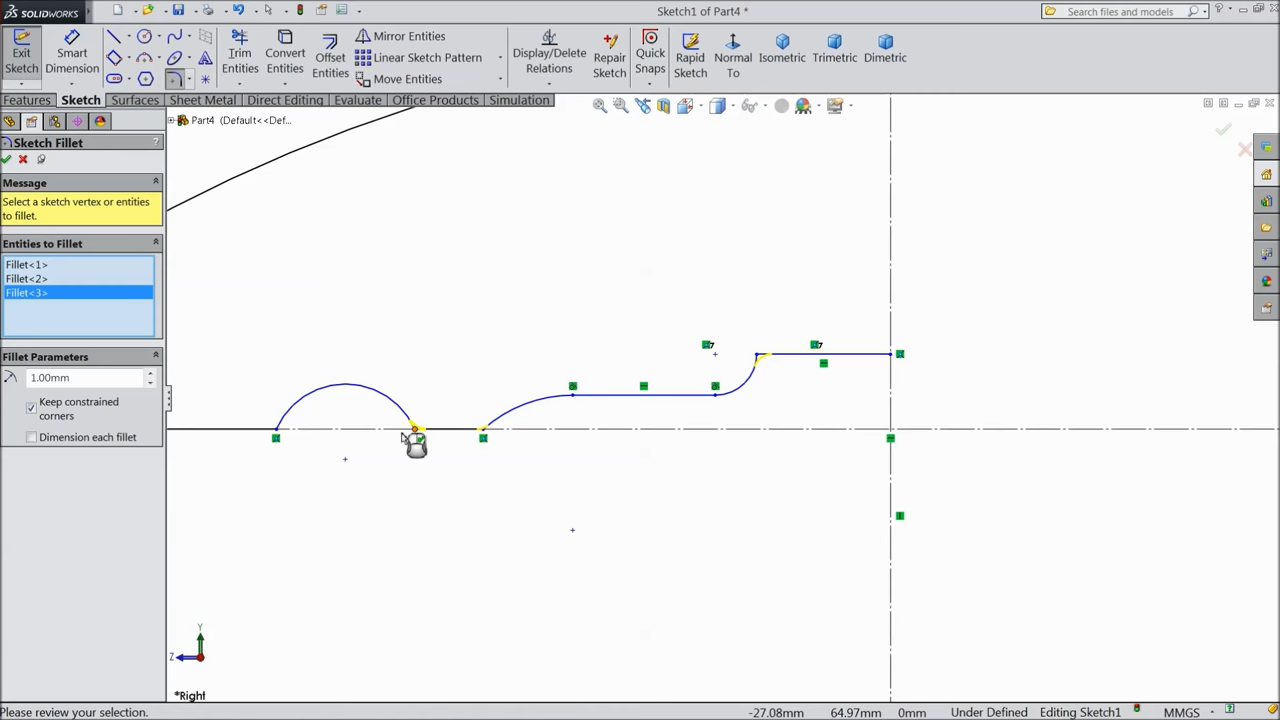 SOLIDWORKS
Sketch1 of Part4 *
Search files and models
Exit Sketch
Smart Dimension
Trim Entities
Convert Entities
Offset Entities
Mirror Entities
Linear Sketch Pattern
Move Entities
Display/Delete Relations
Repair Sketch
Quick Snaps
Rapid Sketch
Normal To
Isometric
Trimetric
Dimetric
Features
Sketch
Surfaces
Sheet Metal
Direct Editing
Evaluate
Office Products
Simulation
Part4 (Default<<Def...
Sketch Fillet
?
Message
Select a sketch vertex or entities
to fillet.
Entities to Fillet
Fillet<1>
Fillet<2>
Fillet<3>
Fillet Parameters
1.00mm
Keep constrained
corners
Dimension each fillet
7
7
Y
Z
*Right
Please review your selection.
-27.08mm
64.97mm
0mm
Under Defined
Editing Sketch1
MMGS